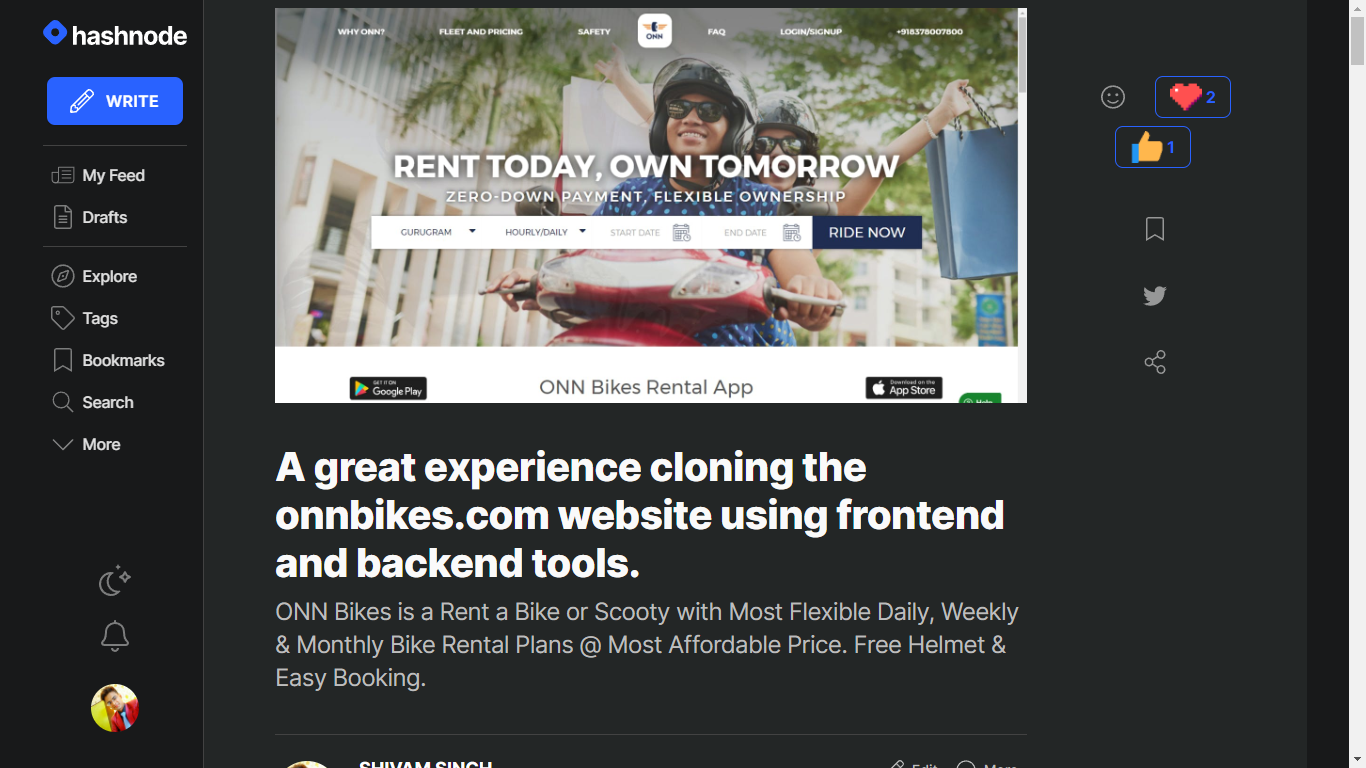 hashnode
WRITE
My Feed
Drafts
Explore
Tags
Bookmarks
Search
More
WHY ONN? FLEET AND PRICING SAFETY ONN FAQ LOGIN/SIGNUP +918378007800
RENT TODAY, OWN TOMORROW
ZERO-DOWN PAYMENT, FLEXIBLE OWNERSHIP
GURUGRAM HOURLY/DAILY START DATE END DATE RIDE NOW
GET IT ON
Google Play
ONN Bikes Rental App
Download on the
App Store
Help
2
1
A great experience cloning the
onnbikes.com website using frontend
and backend tools.
ONN Bikes is a Rent a Bike or Scooty with Most Flexible Daily, Weekly
& Monthly Bike Rental Plans @ Most Affordable Price. Free Helmet &
Easy Booking.
SHIVAM SINGH
Edit
More